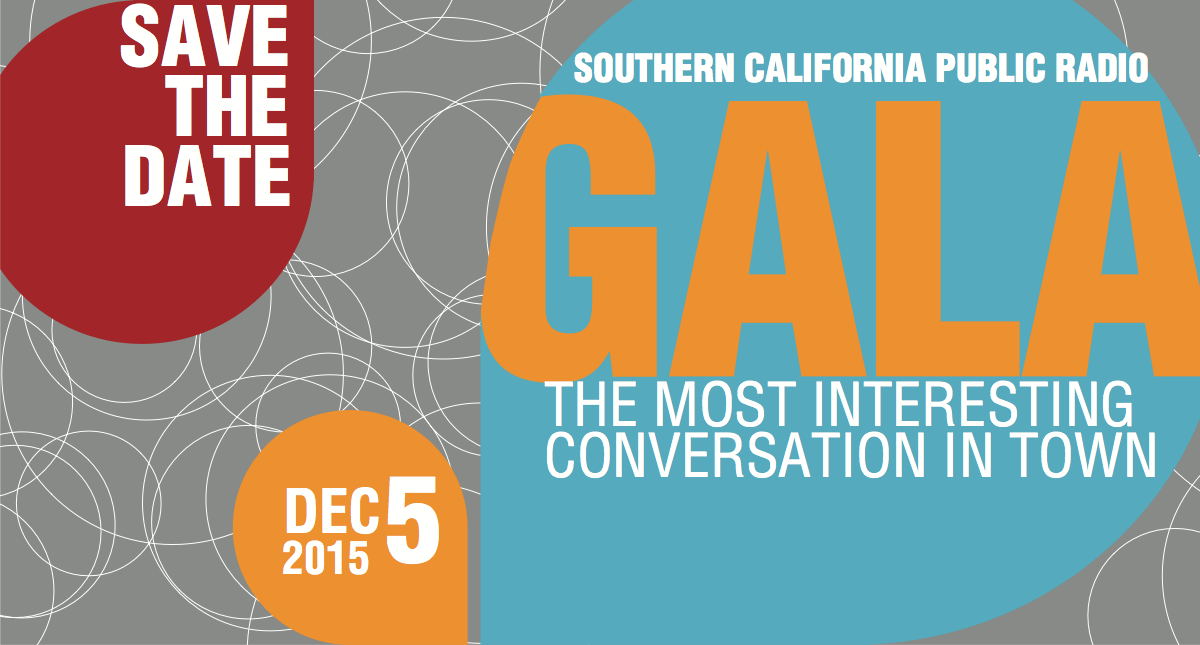 SAVE
THE
DATE
SOUTHERN CALIFORNIA PUBLIC RADIO
GALA
THE MOST INTERESTING
CONVERSATION IN TOWN
DEC 5
2015